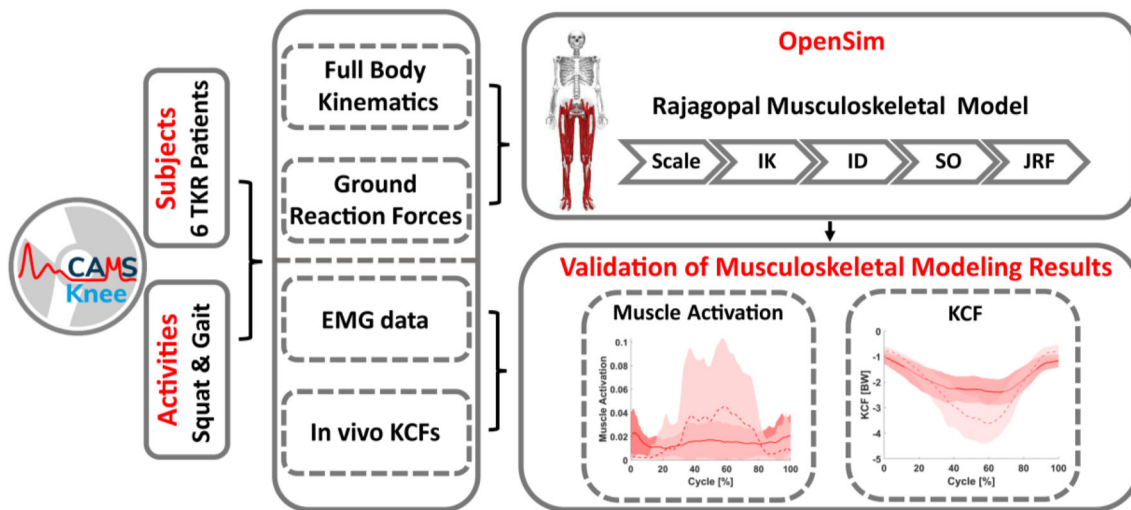 CAMS
Knee
Subjects
6 TKR Patients
Activities
Squat & Gait
Full Body
Kinematics
Ground
Reaction Forces
EMG data
In vivo KCFs
OpenSim
Rajagopal Musculoskeletal Model
Scale
IK
ID
SO
JRF
Validation of Musculoskeletal Modeling Results
Muscle Activation
Muscle Activation
0.1
0.08
0.06
0.04
0.02
0
0
20
40
60
80
100
Cycle [%]
KCF
KCF [BW]
0
-1
-2
-3
-4
-5
0
20
40
60
80
100
Cycle [%]